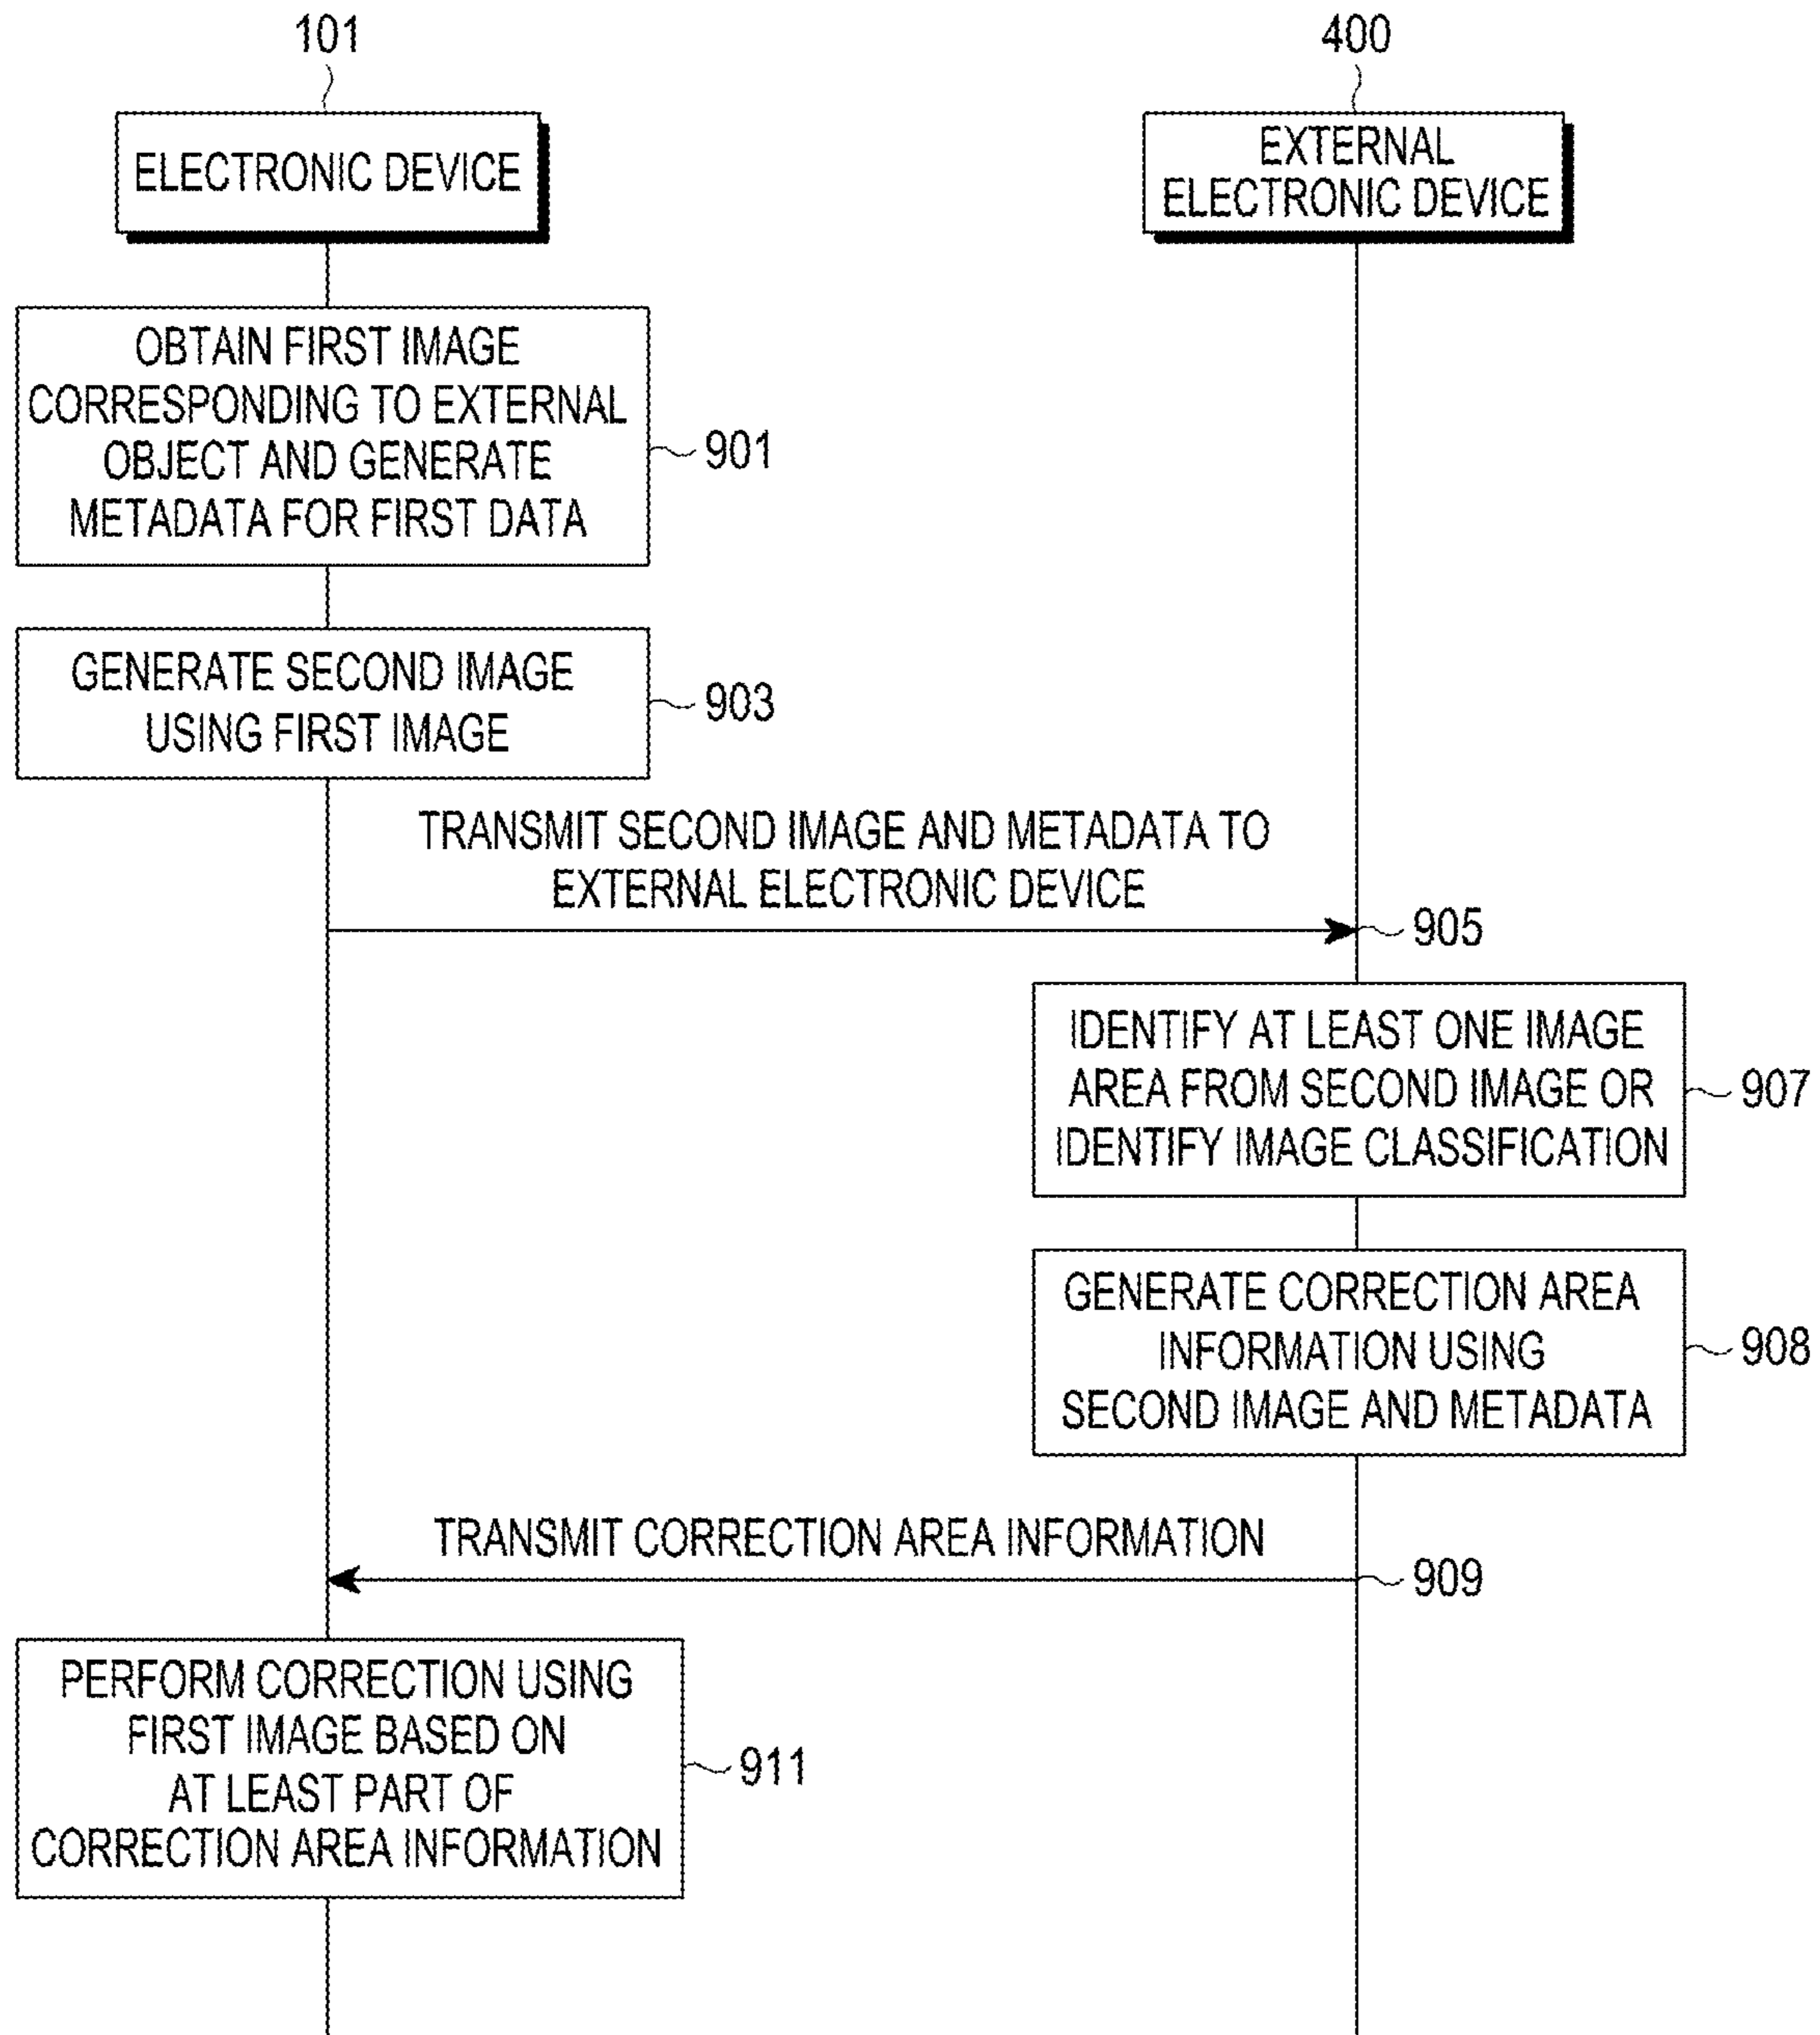 101
400
ELECTRONIC DEVICE
EXTERNAL
ELECTRONIC DEVICE
OBTAIN FIRST IMAGE
CORRESPONDING TO EXTERNAL
OBJECT AND GENERATE
METADATA FOR FIRST DATA
901
GENERATE SECOND IMAGE
USING FIRST IMAGE
903
TRANSMIT SECOND IMAGE AND METADATA TO
EXTERNAL ELECTRONIC DEVICE
905
IDENTIFY AT LEAST ONE IMAGE
AREA FROM SECOND IMAGE OR
IDENTIFY IMAGE CLASSIFICATION
907
GENERATE CORRECTION AREA
INFORMATION USING
SECOND IMAGE AND METADATA
908
TRANSMIT CORRECTION AREA INFORMATION
909
PERFORM CORRECTION USING
FIRST IMAGE BASED ON
AT LEAST PART OF
CORRECTION AREA INFORMATION
911